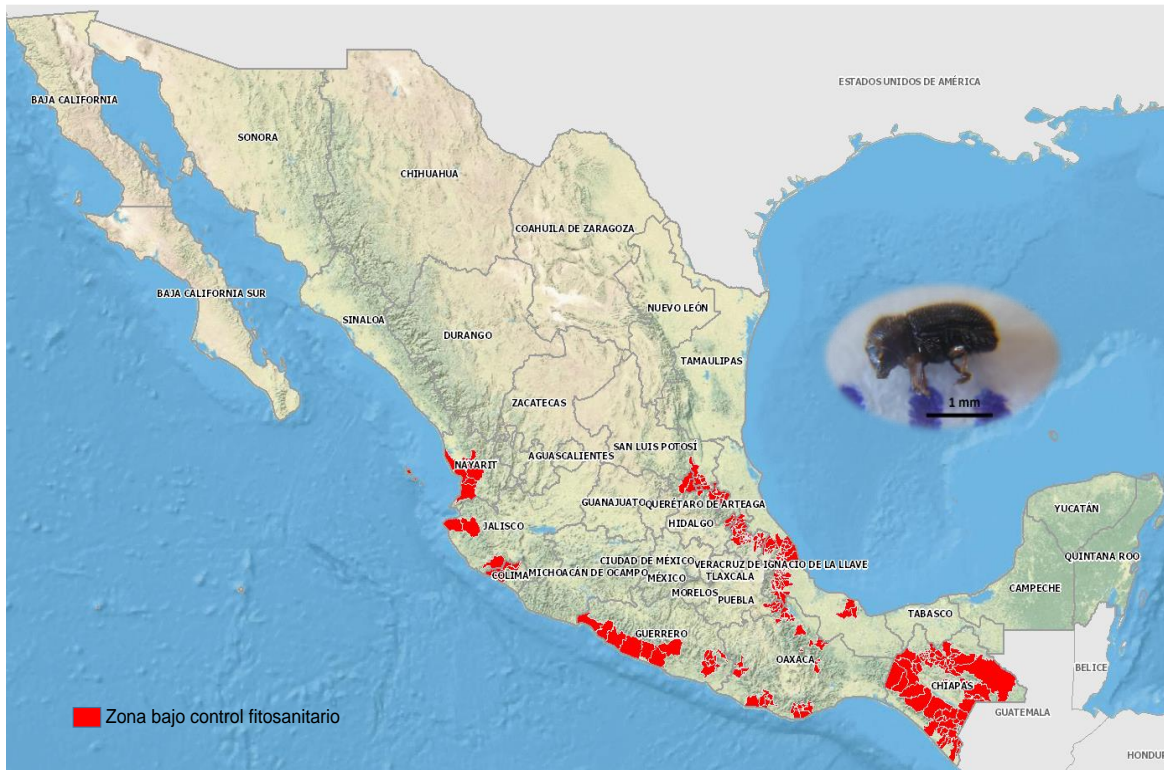 ESTADOS UNIDOS DE AMÉRICA
BAJA CALIFORNIA
SONORA
CHIHUAHUA
COAHUILA DE ZARAGOZA
BAJA CALIFORNIA SUR
NUEVO LEÓN
SINALOA
DURANGO
TAMAULIPAS
ZACATECAS
1 mm
SAN LUIS POTOSÍ
AGUASCALIENTES
NAYARIT
GUANAJUATO
QUERÉTARO DE ARTEAGA
YUCATÁN
JALISCO
HIDALGO
QUINTANA ROO
CIUDAD DE MÉXICO
VERACRUZ DE IGNACIO DE LA LLAVE
COLIMA
MICHOACÁN DE OCAMPO
MÉXICO
TLAXCALA
CAMPECHE
MORELOS
PUEBLA
TABASCO
GUERRERO
OAXACA
BELICE
CHIAPAS
GUATEMALA
Zona bajo control fitosanitario
HONDUR